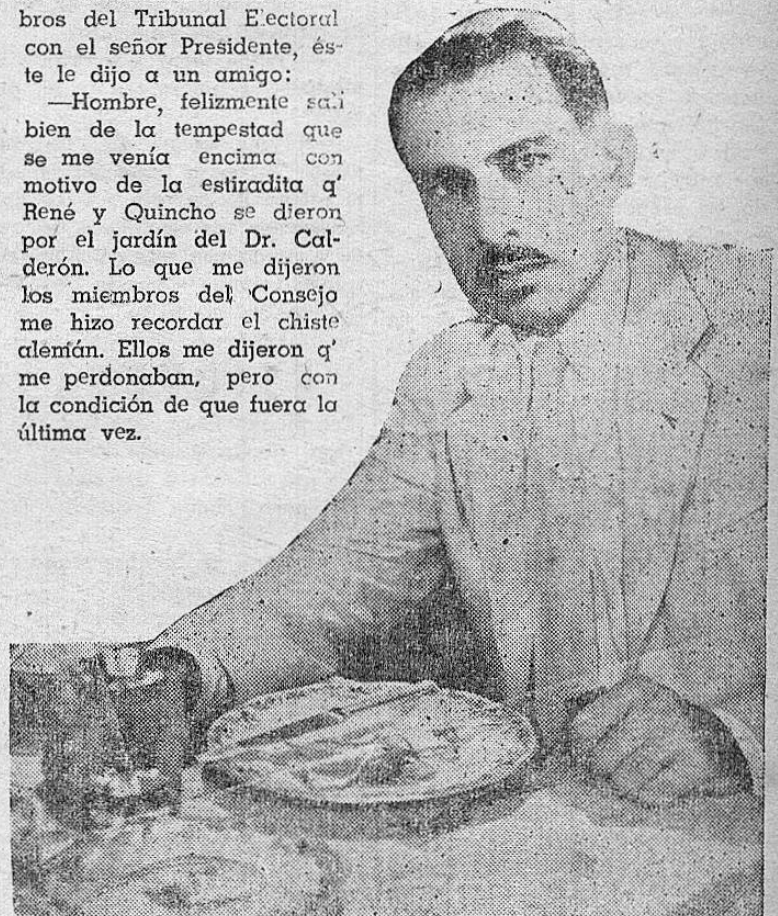 bros del Tribunal Electoral
con el señor Presidente, és-
te le dijo a un amigo:
—Hombre, felizmente salí
bien de la tempestad que
se me venía encima con
motivo de la estiradita q'
René y Quincho se dieron
por el jardín del Dr. Cal-
derón. Lo que me dijeron
los miembros del Consejo
me hizo recordar el chiste
alemán. Ellos me dijeron q'
me perdonaban, pero con
la condición de que fuera la
última vez.